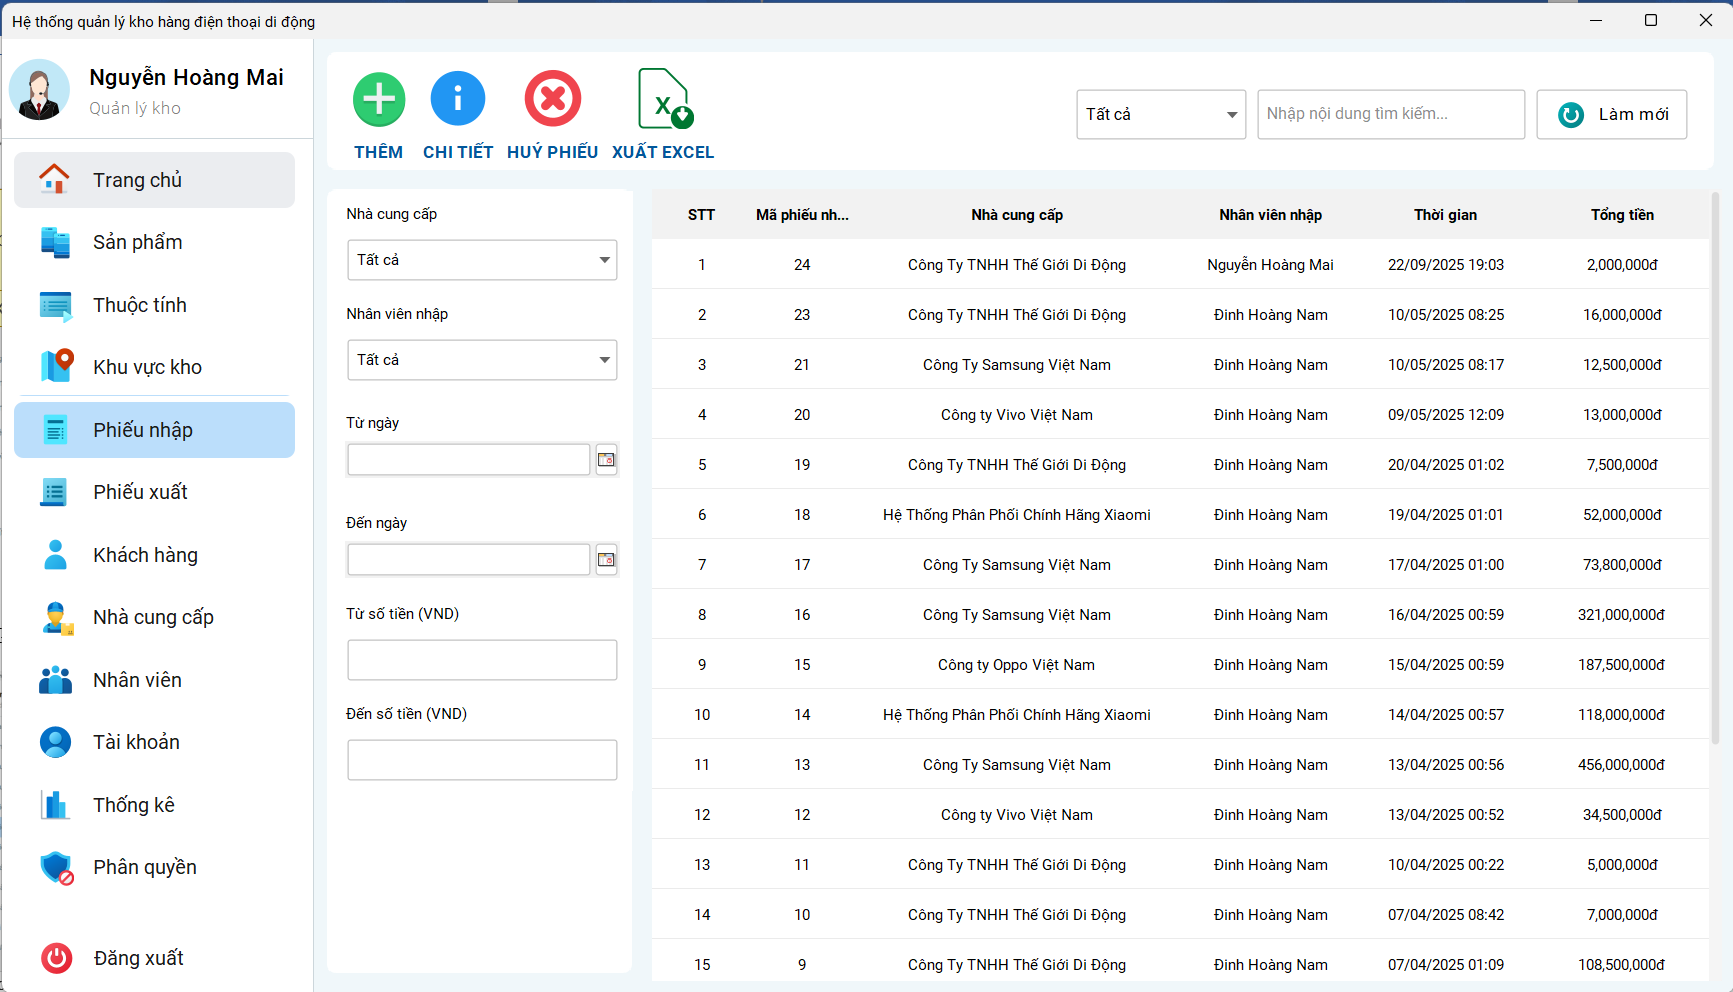 Hệ thống quản lý kho hàng điện thoại di động
Nguyễn Hoàng Mai
Quản lý kho
Trang chủ
Sản phẩm
Thuộc tính
Khu vực kho
Phiếu nhập
Phiếu xuất
Khách hàng
Nhà cung cấp
Nhân viên
Tài khoản
Thống kê
Phân quyền
Đăng xuất
THÊM CHI TIẾT HUỶ PHIẾU XUẤT EXCEL
Tất cả Nhập nội dung tìm kiếm... Làm mới
Nhà cung cấp
Tất cả
Nhân viên nhập
Tất cả
Từ ngày
Đến ngày
Từ số tiền (VND)
Đến số tiền (VND)
STT Mã phiếu nh... Nhà cung cấp Nhân viên nhập Thời gian Tổng tiền
1 24 Công Ty TNHH Thế Giới Di Động Nguyễn Hoàng Mai 22/09/2025 19:03 2,000,000đ
2 23 Công Ty TNHH Thế Giới Di Động Đinh Hoàng Nam 10/05/2025 08:25 16,000,000đ
3 21 Công Ty Samsung Việt Nam Đinh Hoàng Nam 10/05/2025 08:17 12,500,000đ
4 20 Công ty Vivo Việt Nam Đinh Hoàng Nam 09/05/2025 12:09 13,000,000đ
5 19 Công Ty TNHH Thế Giới Di Động Đinh Hoàng Nam 20/04/2025 01:02 7,500,000đ
6 18 Hệ Thống Phân Phối Chính Hãng Xiaomi Đinh Hoàng Nam 19/04/2025 01:01 52,000,000đ
7 17 Công Ty Samsung Việt Nam Đinh Hoàng Nam 17/04/2025 01:00 73,800,000đ
8 16 Công Ty Samsung Việt Nam Đinh Hoàng Nam 16/04/2025 00:59 321,000,000đ
9 15 Công ty Oppo Việt Nam Đinh Hoàng Nam 15/04/2025 00:59 187,500,000đ
10 14 Hệ Thống Phân Phối Chính Hãng Xiaomi Đinh Hoàng Nam 14/04/2025 00:57 118,000,000đ
11 13 Công Ty Samsung Việt Nam Đinh Hoàng Nam 13/04/2025 00:56 456,000,000đ
12 12 Công ty Vivo Việt Nam Đinh Hoàng Nam 13/04/2025 00:52 34,500,000đ
13 11 Công Ty TNHH Thế Giới Di Động Đinh Hoàng Nam 10/04/2025 00:22 5,000,000đ
14 10 Công Ty TNHH Thế Giới Di Động Đinh Hoàng Nam 07/04/2025 08:42 7,000,000đ
15 9 Công Ty TNHH Thế Giới Di Động Đinh Hoàng Nam 07/04/2025 01:09 108,500,000đ